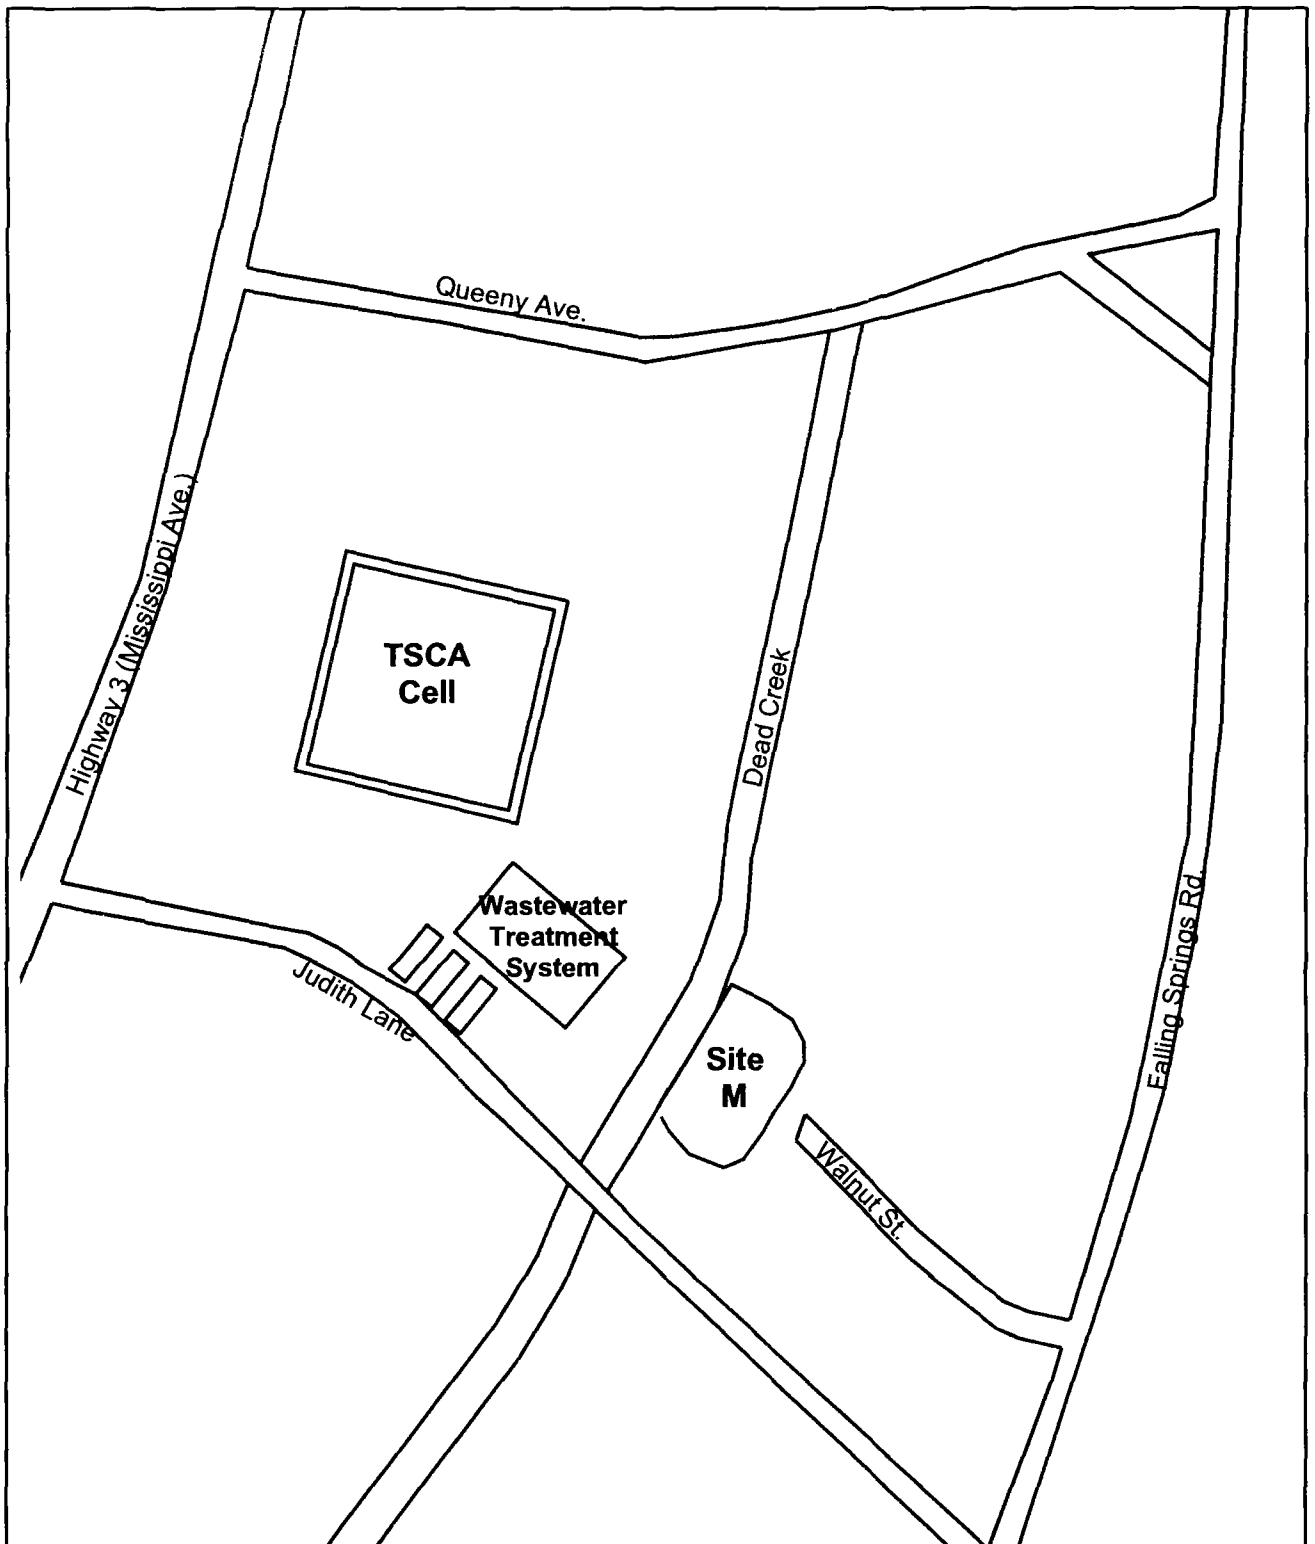 Queeny Ave.
Highway 3 (Mississippi Ave.)
TSCA
Cell
Dead Creek
Wastewater
Treatment
System
Judith Lane
Falling Springs Rd.
Site
M
Walnut St.